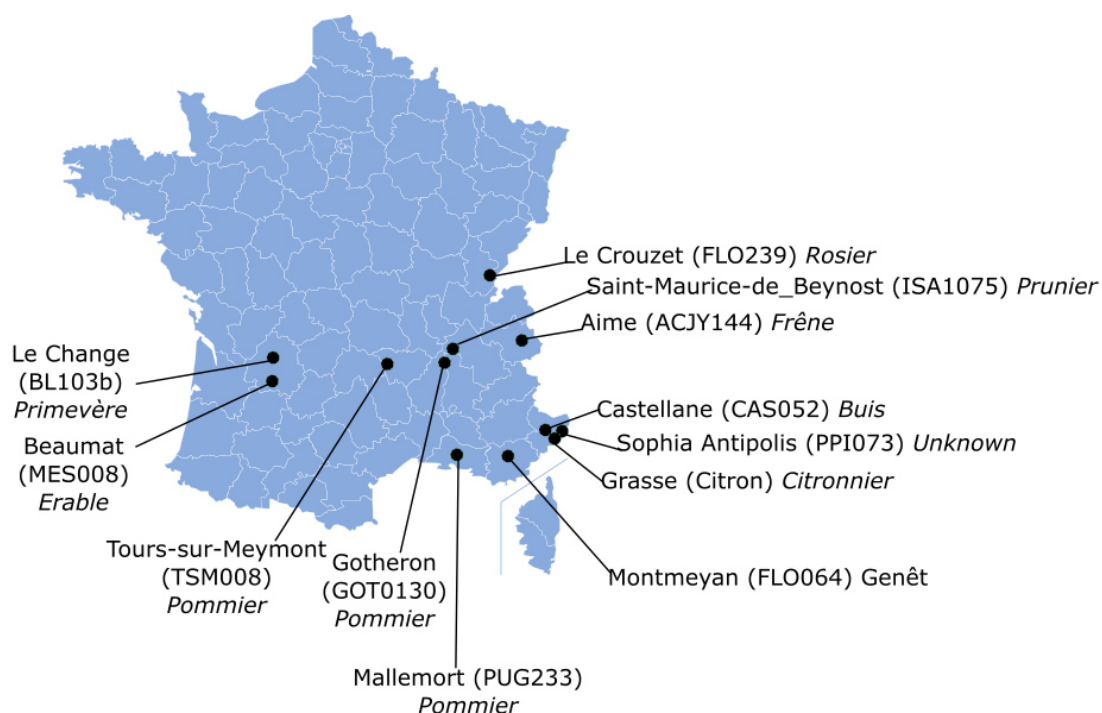 Le Crouzet (FLO239) Rosier
Saint-Maurice-de_Beynost (ISA1075) Prunier
Aime (ACJY144) Frêne
Le Change
(BL103b)
Primevère
Beaumat
(MES008)
Erable
Castellane (CAS052) Buis
Sophia Antipolis (PPI073) Unknown
Grasse (Citron) Citronnier
Tours-sur-Meymont
(TSM008)
Pommier
Gotheron
(GOT0130)
Pommier
Montmeyan (FLO064) Genêt
Mallemort (PUG233)
Pommier